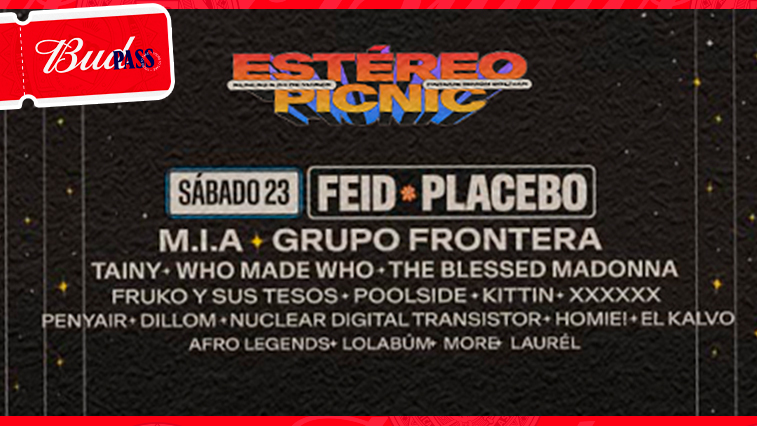 Bud
PASS
ESTÉREO
PICNIC
SÁBADO 23 FEID * PLACEBO
M.I.A ✦ GRUPO FRONTERA
TAINY ✦ WHO MADE WHO ✦ THE BLESSED MADONNA
FRUKO Y SUS TESOS ✦ POOLSIDE ✦ KITTIN ✦ XXXXXX
PENYAIR ✦ DILLOM ✦ NUCLEAR DIGITAL TRANSISTOR ✦ HOMIE! ✦ EL KALVO
AFRO LEGENDS ✦ LOLABÚM ✦ MORE ✦ LAURÉL